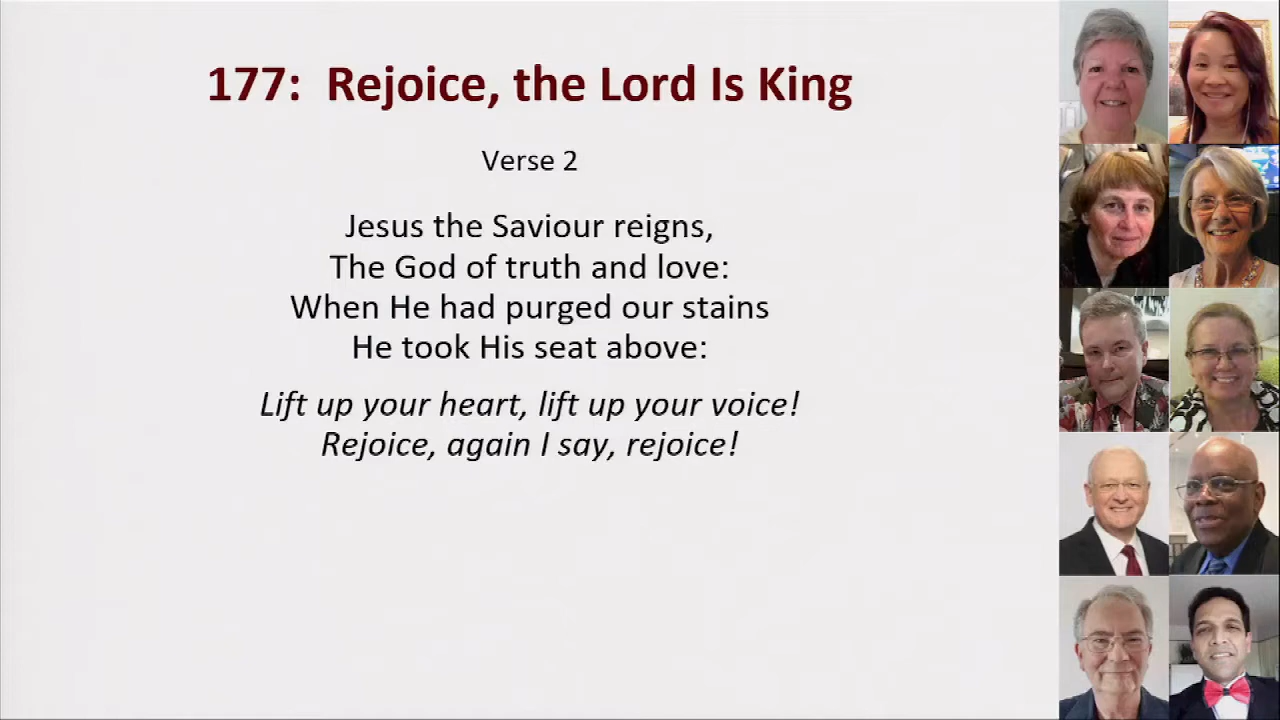 177: Rejoice, the Lord Is King
Verse 2
Jesus the Saviour reigns,
The God of truth and love:
When He had purged our stains
He took His seat above:
Lift up your heart, lift up your voice!
Rejoice, again I say, rejoice!